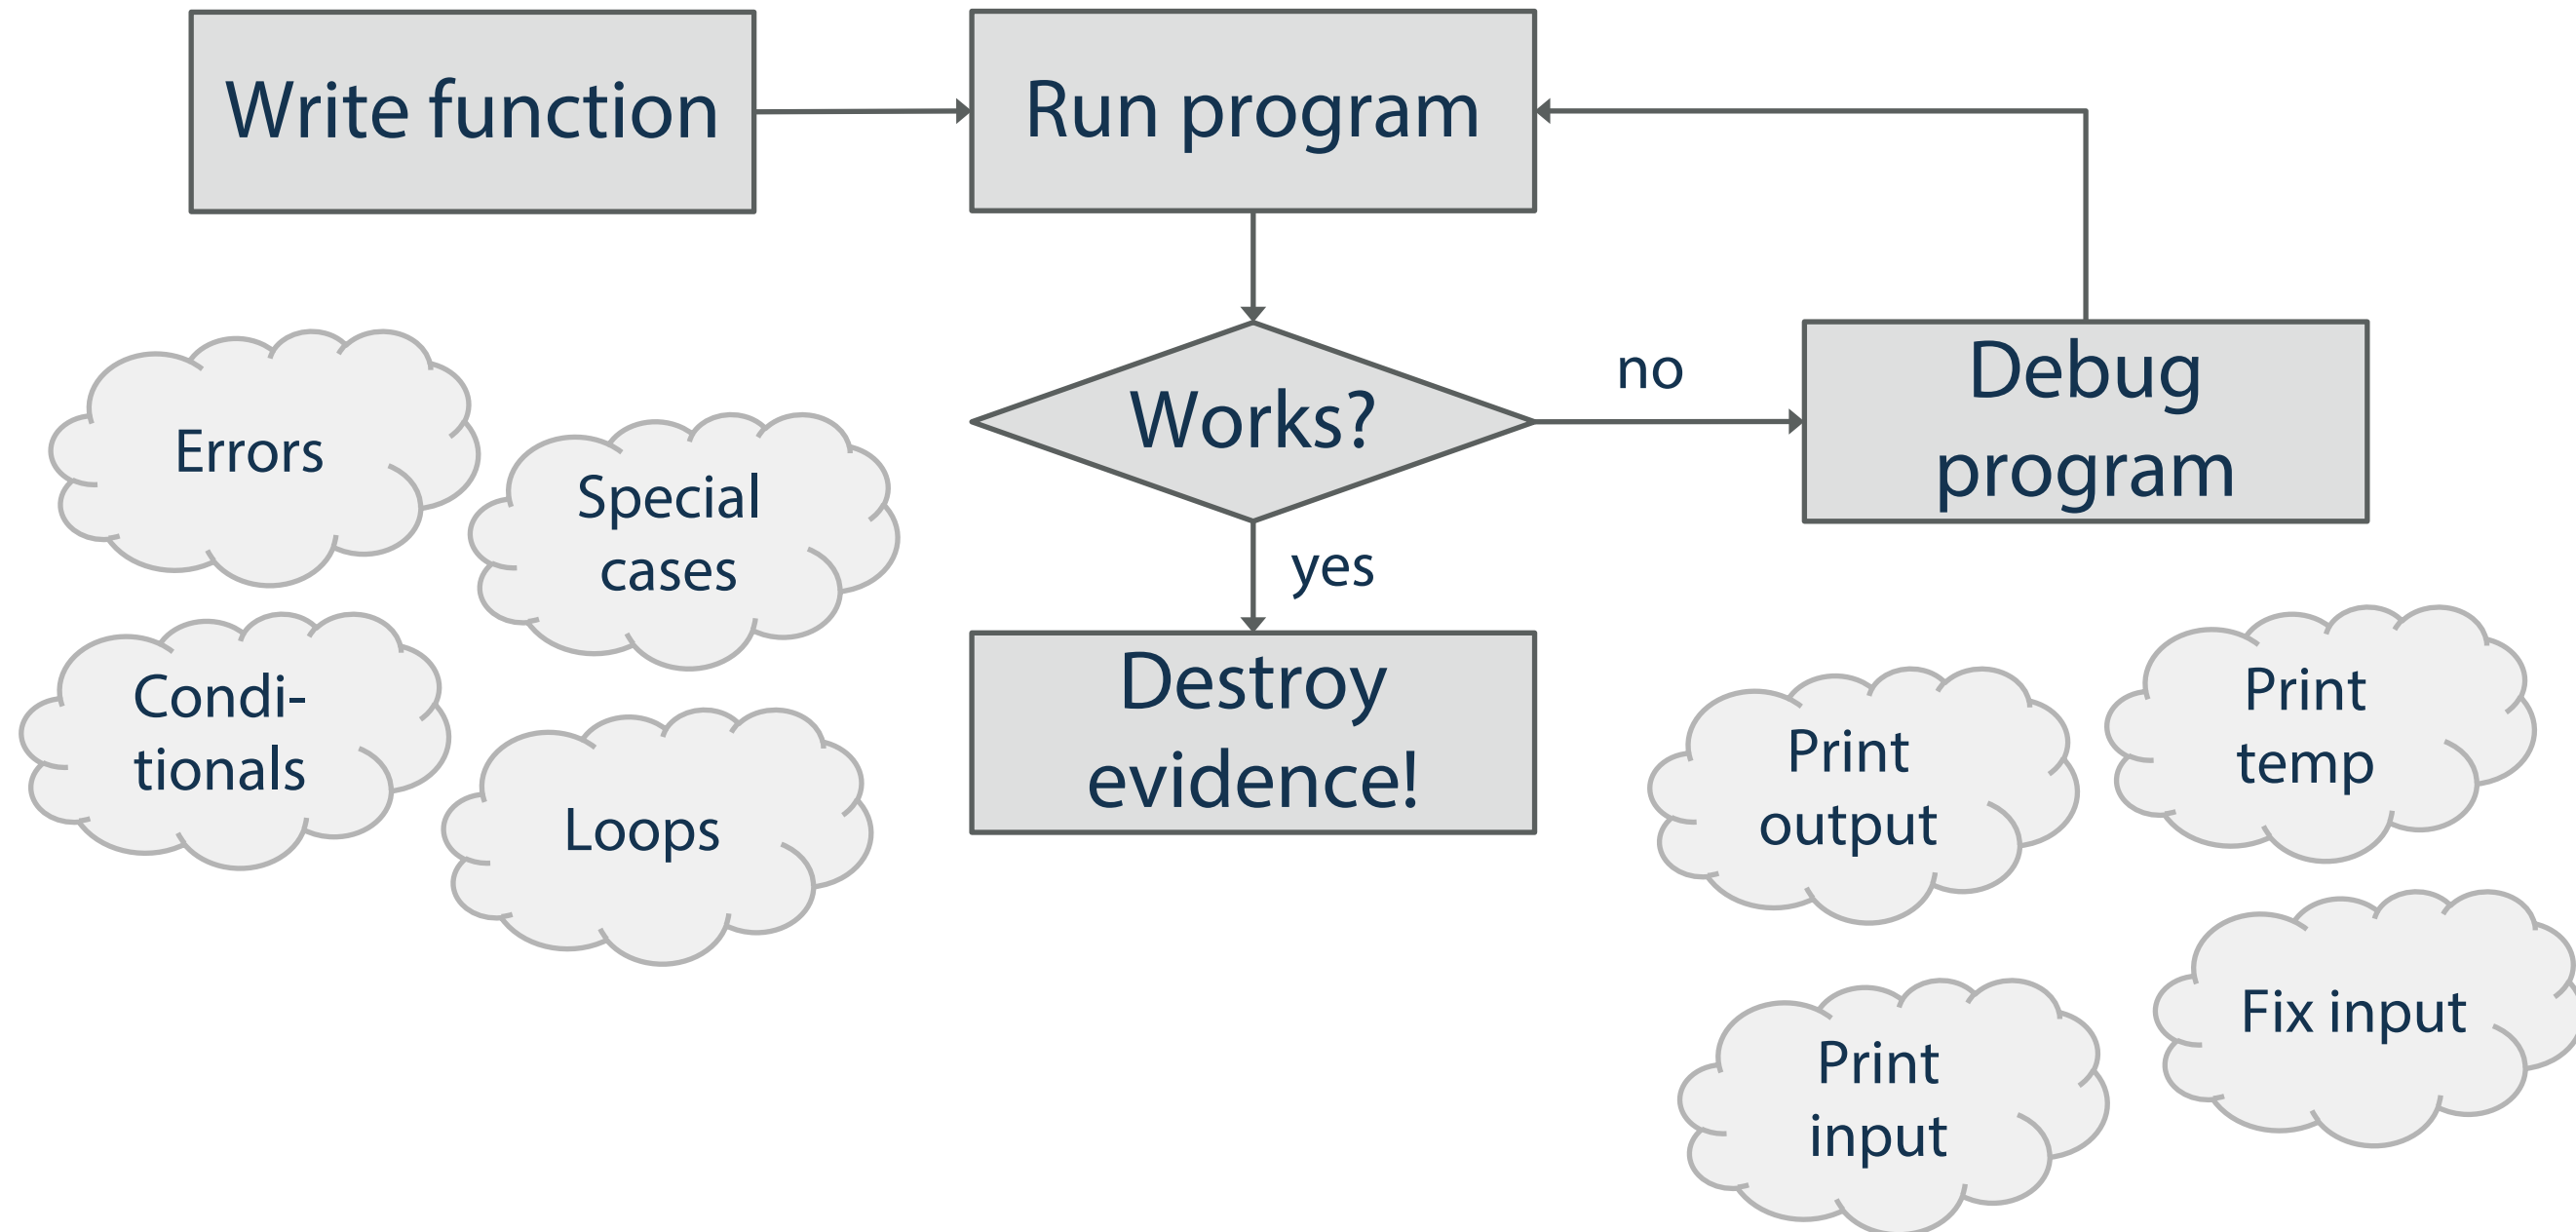 Write function
Run program
Works?
no
Debug
program
yes
Destroy
evidence!
Errors
Special
cases
Condi-
tionals
Loops
Print
output
Print
temp
Print
input
Fix input